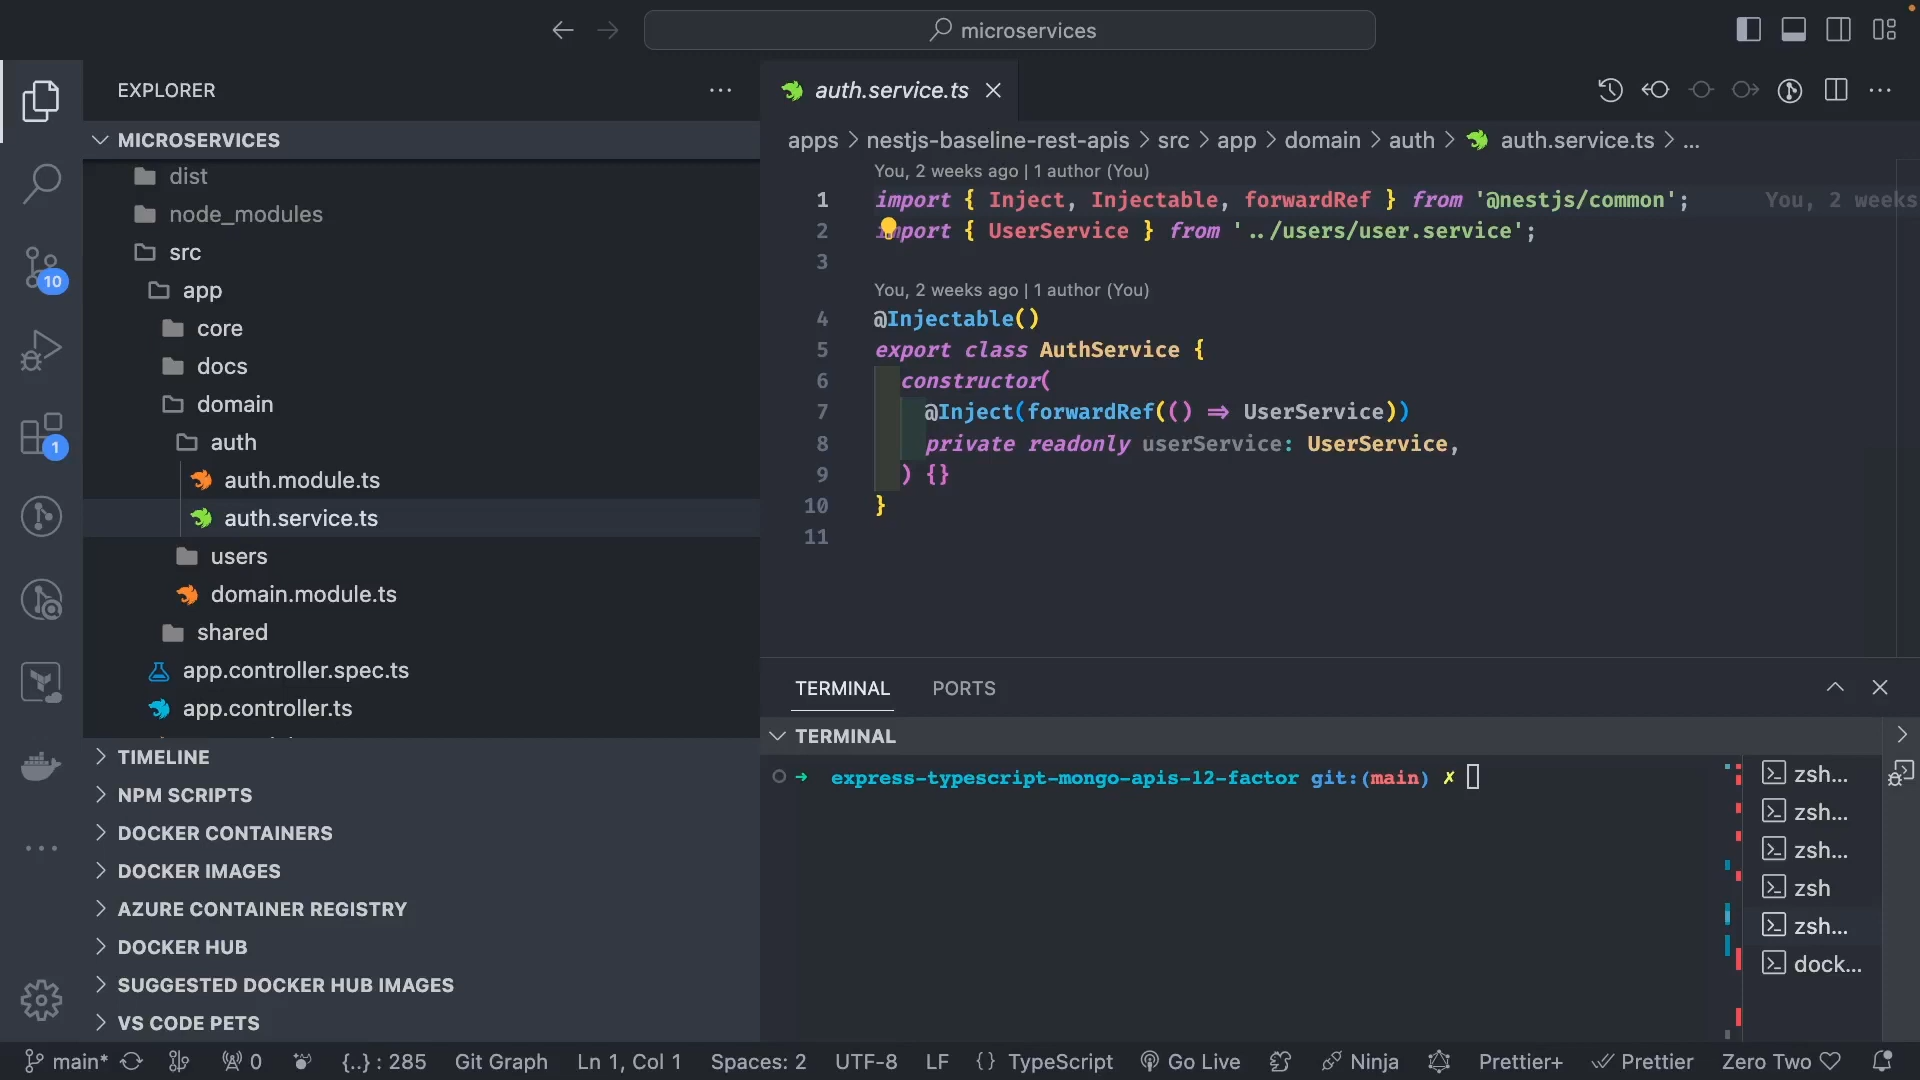 microservices
EXPLORER
MICROSERVICES
dist
node_modules
src
app
core
docs
domain
auth
auth.module.ts
auth.service.ts
users
domain.module.ts
shared
app.controller.spec.ts
app.controller.ts
TIMELINE
NPM SCRIPTS
DOCKER CONTAINERS
DOCKER IMAGES
AZURE CONTAINER REGISTRY
DOCKER HUB
SUGGESTED DOCKER HUB IMAGES
VS CODE PETS
10
1
auth.service.ts
apps > nestjs-baseline-rest-apis > src > app > domain > auth > auth.service.ts > ...
You, 2 weeks ago | 1 author (You)
1 import { Inject, Injectable, forwardRef } from '@nestjs/common'; You, 2 weeks
2 import { UserService } from '../users/user.service';
3
You, 2 weeks ago | 1 author (You)
4 @Injectable()
5 export class AuthService {
6 constructor(
7 @Inject(forwardRef(() => UserService))
8 private readonly userService: UserService,
9 ) {}
10 }
11
TERMINAL PORTS
TERMINAL
➜ express-typescript-mongo-apis-12-factor git:(main) ✗
zsh...
zsh...
zsh...
zsh
zsh...
dock...
main* 0 {..} : 285 Git Graph Ln 1, Col 1 Spaces: 2 UTF-8 LF {} TypeScript Go Live Ninja Prettier+ Prettier Zero Two